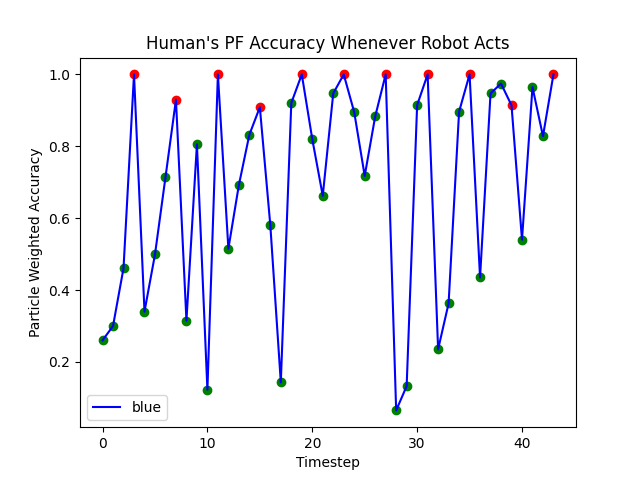 Human's PF Accuracy Whenever Robot Acts
Particle Weighted Accuracy
1.0
0.8
0.6
0.4
0.2
blue
0 10 20 30 40
Timestep